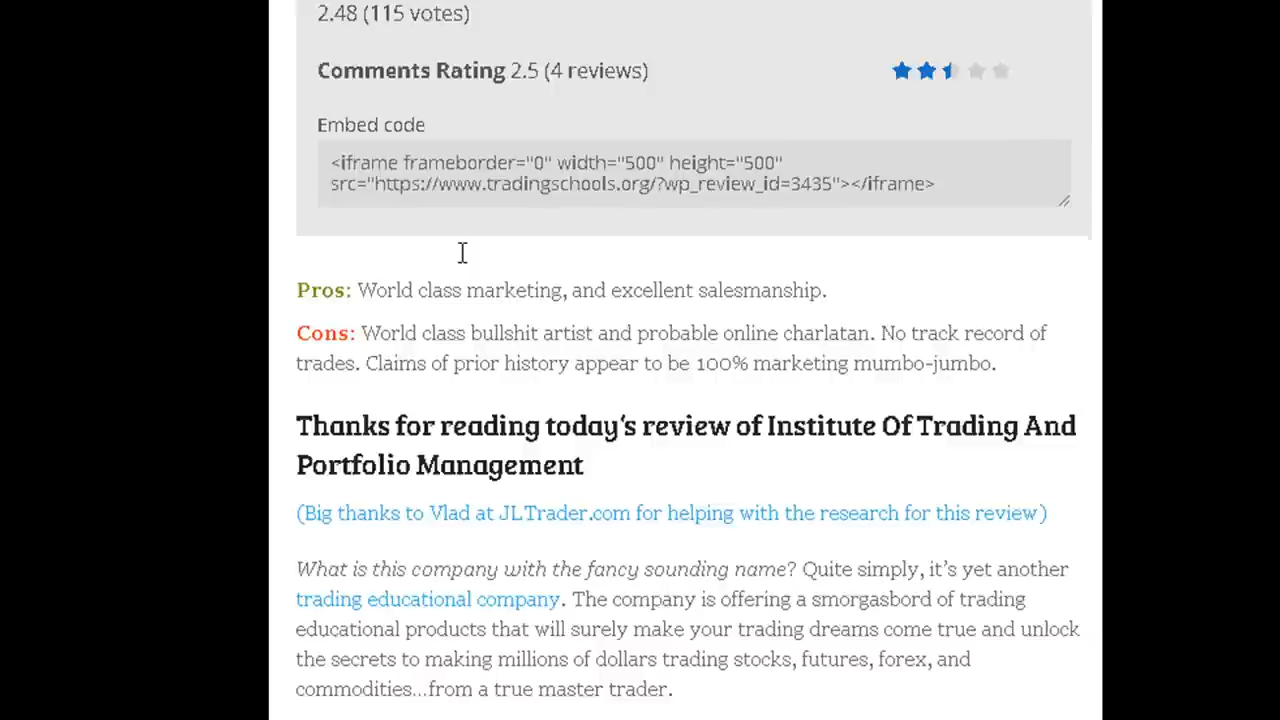 2.48 (115 votes)
Comments Rating 2.5 (4 reviews)
Embed code
<iframe frameborder="0" width="500" height="500"
src="https://www.tradingschools.org/?wp_review_id=3435"></iframe>
Pros: World class marketing, and excellent salesmanship.
Cons: World class bullshit artist and probable online charlatan. No track record of
trades. Claims of prior history appear to be 100% marketing mumbo-jumbo.
Thanks for reading today's review of Institute Of Trading And
Portfolio Management
(Big thanks to Vlad at JLTrader.com for helping with the research for this review)
What is this company with the fancy sounding name? Quite simply, it's yet another
trading educational company. The company is offering a smorgasbord of trading
educational products that will surely make your trading dreams come true and unlock
the secrets to making millions of dollars trading stocks, futures, forex, and
commodities...from a true master trader.